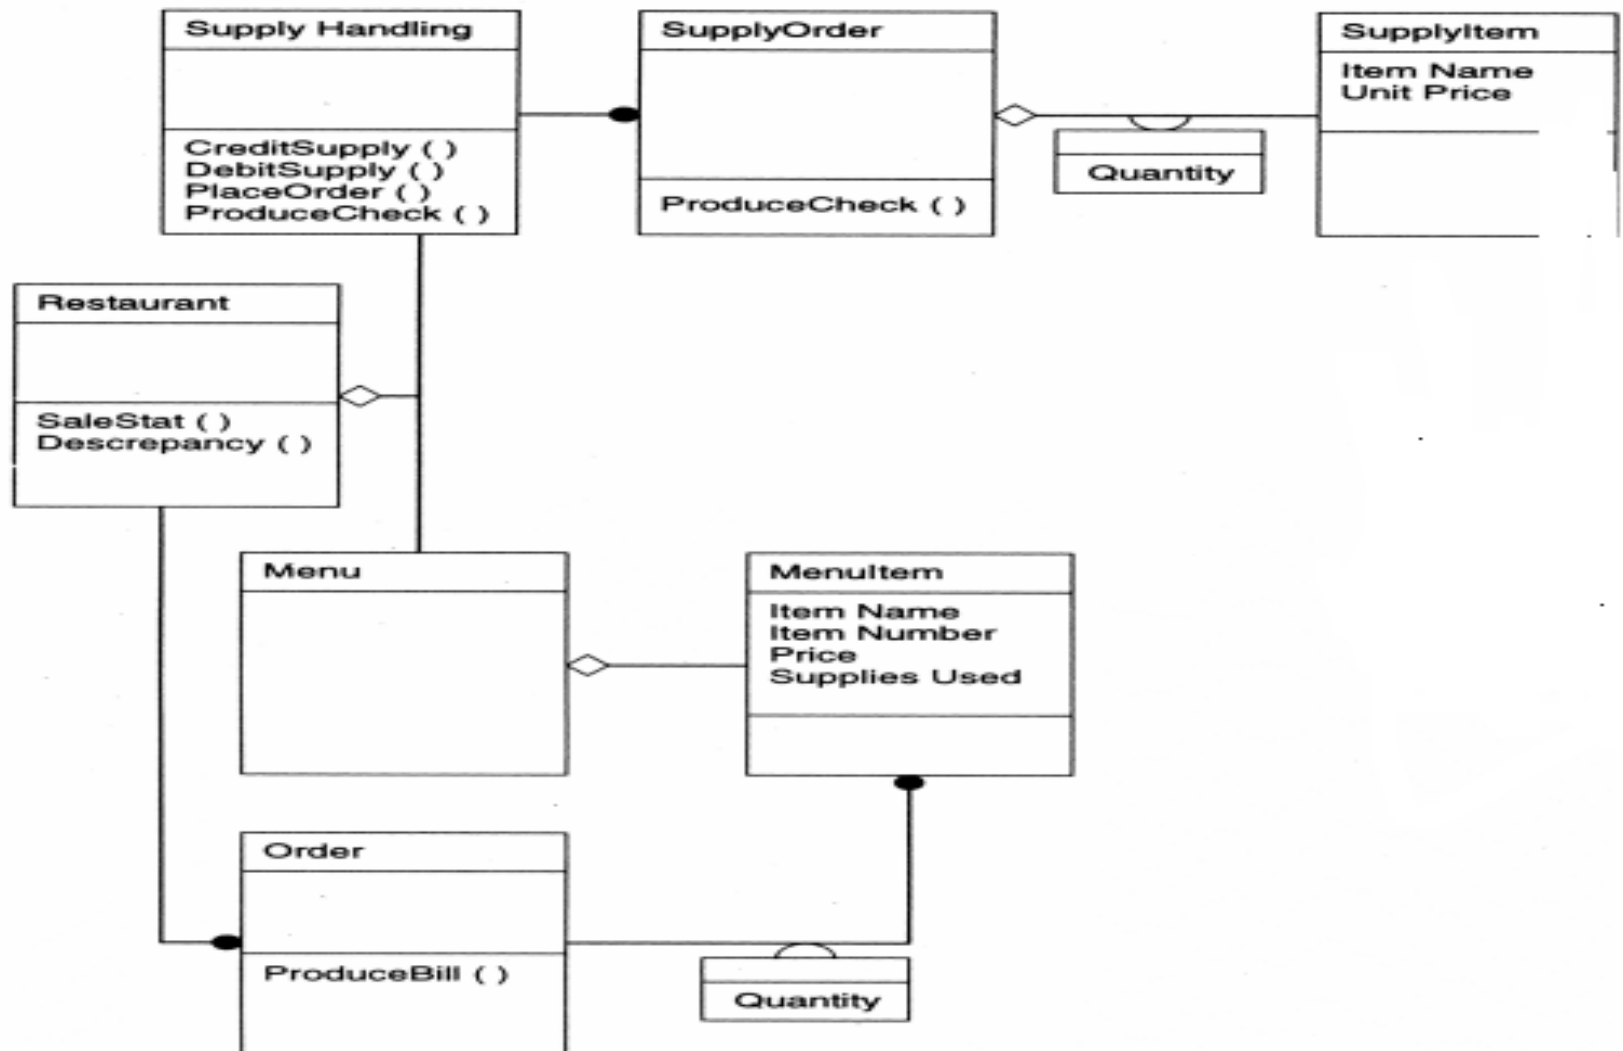 Supply Handling
CreditSupply ( )
DebitSupply ( )
PlaceOrder ( )
ProduceCheck ( )
SupplyOrder
ProduceCheck ( )
Quantity
SupplyItem
Item Name
Unit Price
Restaurant
SaleStat ( )
Descrepancy ( )
Menu
MenuItem
Item Name
Item Number
Price
Supplies Used
Order
ProduceBill ( )
Quantity